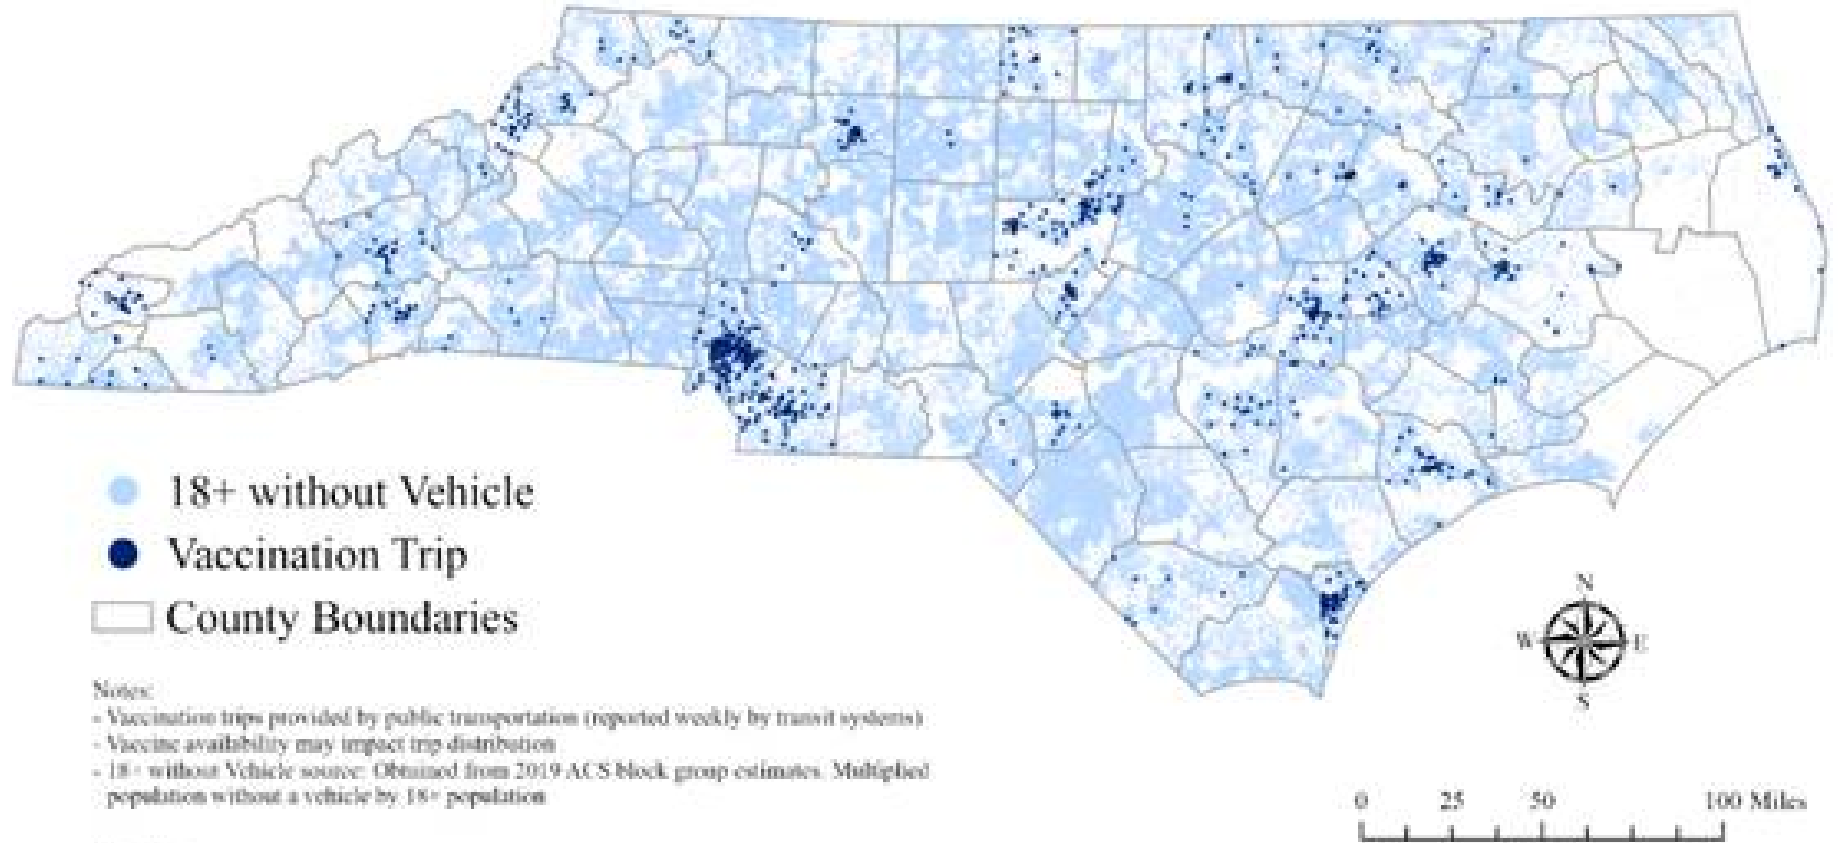 18+ without Vehicle
Vaccination Trip
County Boundaries
Notes:
- Vaccination trips provided by public transportation (reported weekly by transit systems)
- Vaccine availability may impact trip distribution
- 18+ without Vehicle source: Obtained from 2019 ACS block group estimates. Multiplied
population without a vehicle by 18+ population
N
W E
S
0 25 50 100 Miles